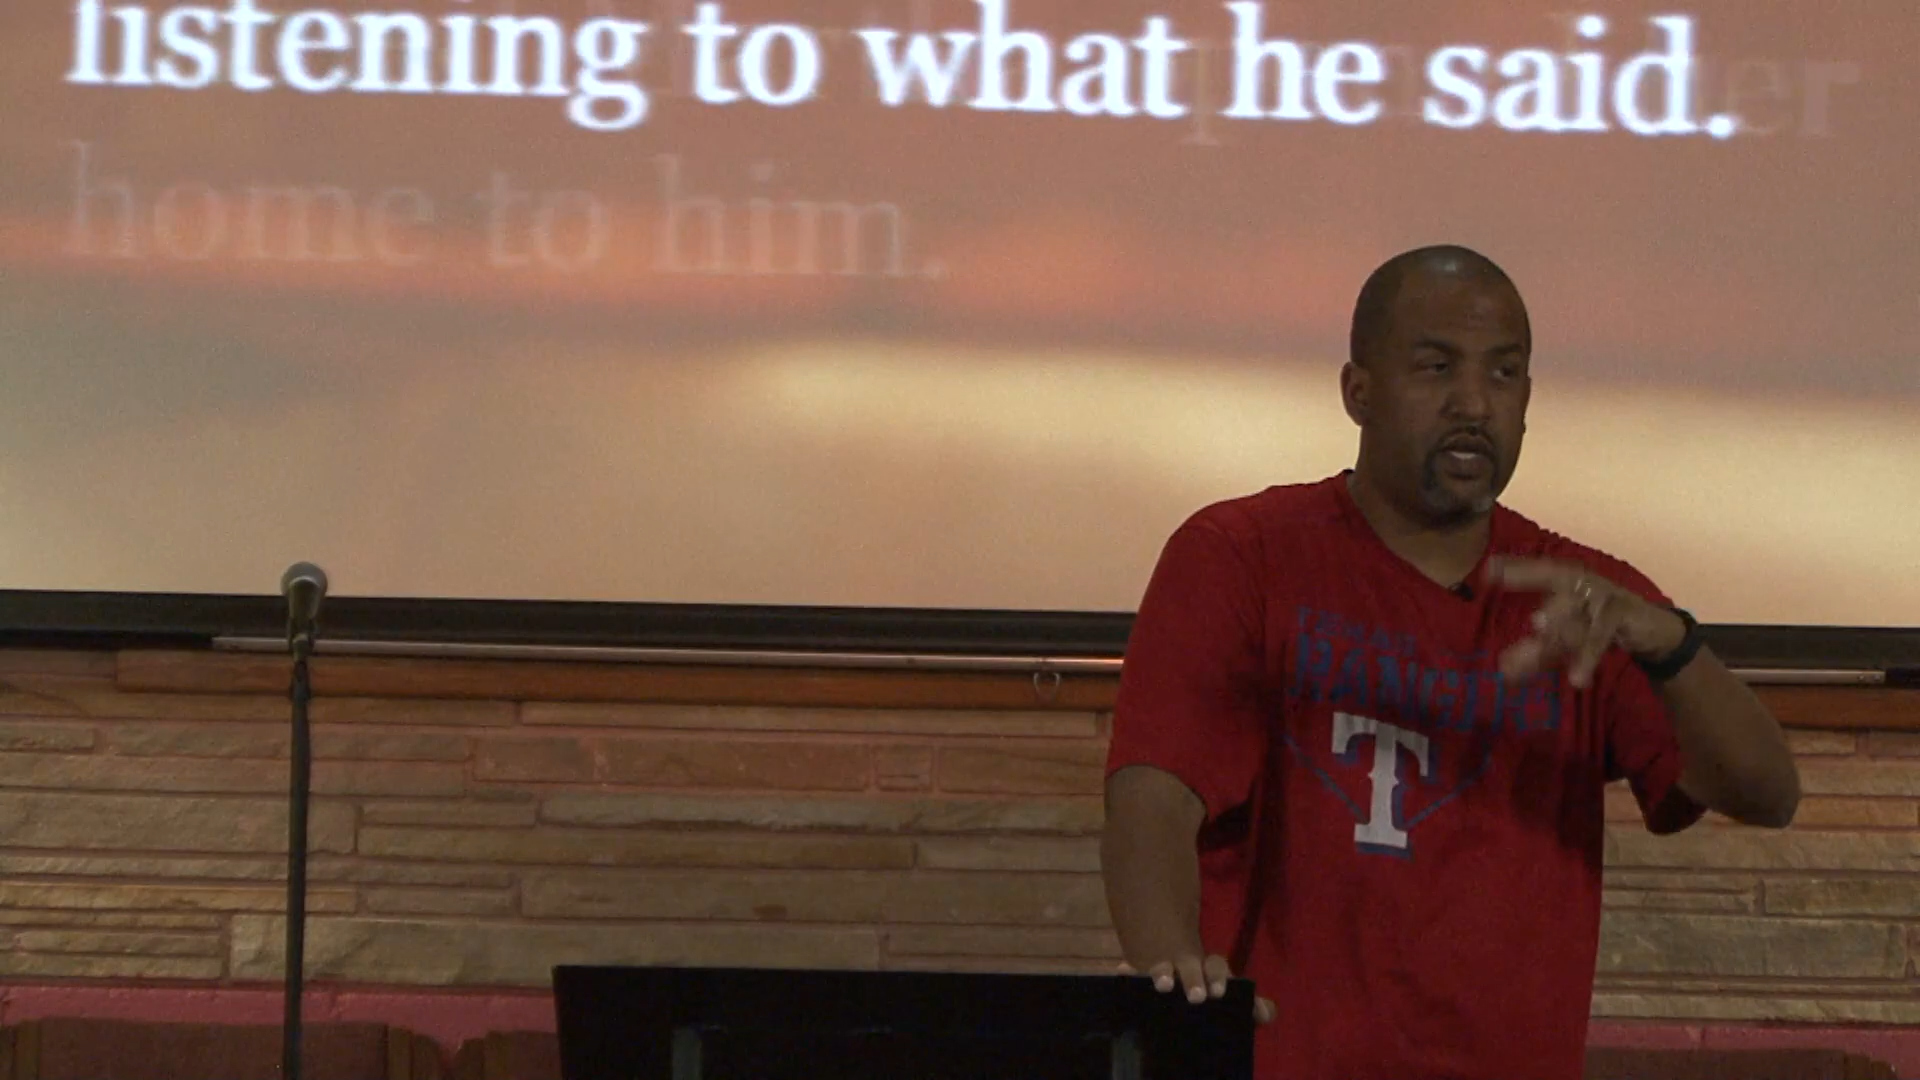 listening to what he said.
home to him.
TEXAS
RANGERS
T